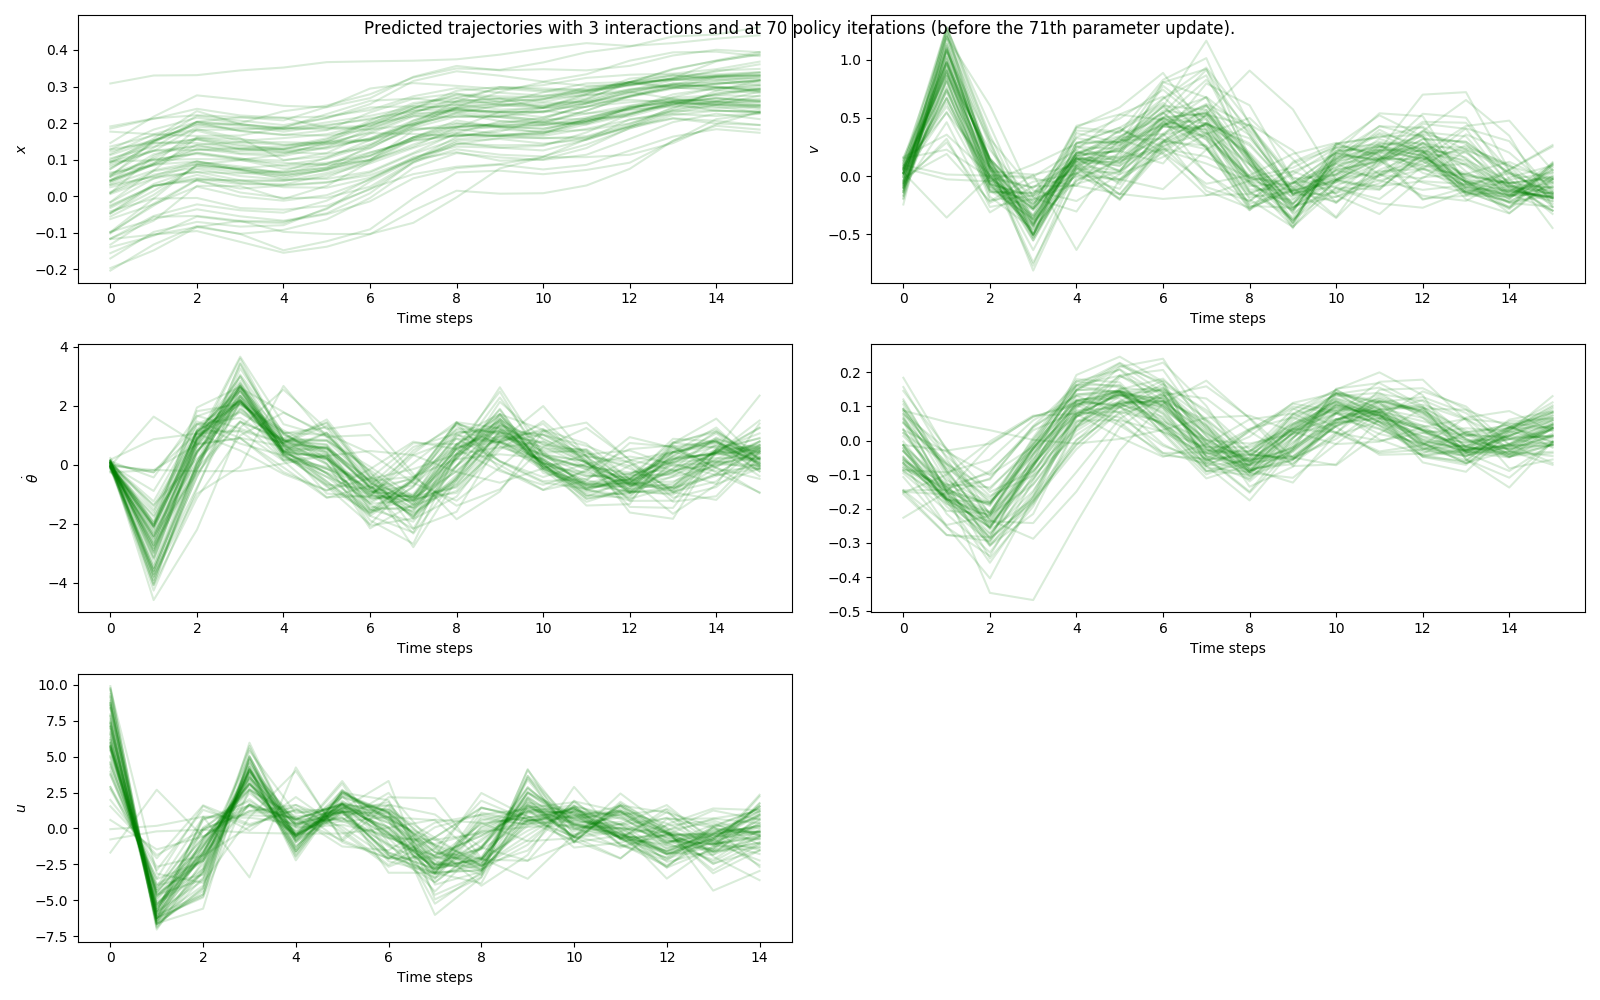 Predicted trajectories with 3 interactions and at 70 policy iterations (before the 71th parameter update).
0.4
0.3
0.2
0.1
0.0
−0.1
−0.2
x
0 2 4 6 8 10 12 14
Time steps
1.0
0.5
0.0
−0.5
v
0 2 4 6 8 10 12 14
Time steps
4
2
0
−2
−4
θ̇
0 2 4 6 8 10 12 14
Time steps
0.2
0.1
0.0
−0.1
−0.2
−0.3
−0.4
−0.5
θ
0 2 4 6 8 10 12 14
Time steps
10.0
7.5
5.0
2.5
0.0
−2.5
−5.0
−7.5
u
0 2 4 6 8 10 12 14
Time steps